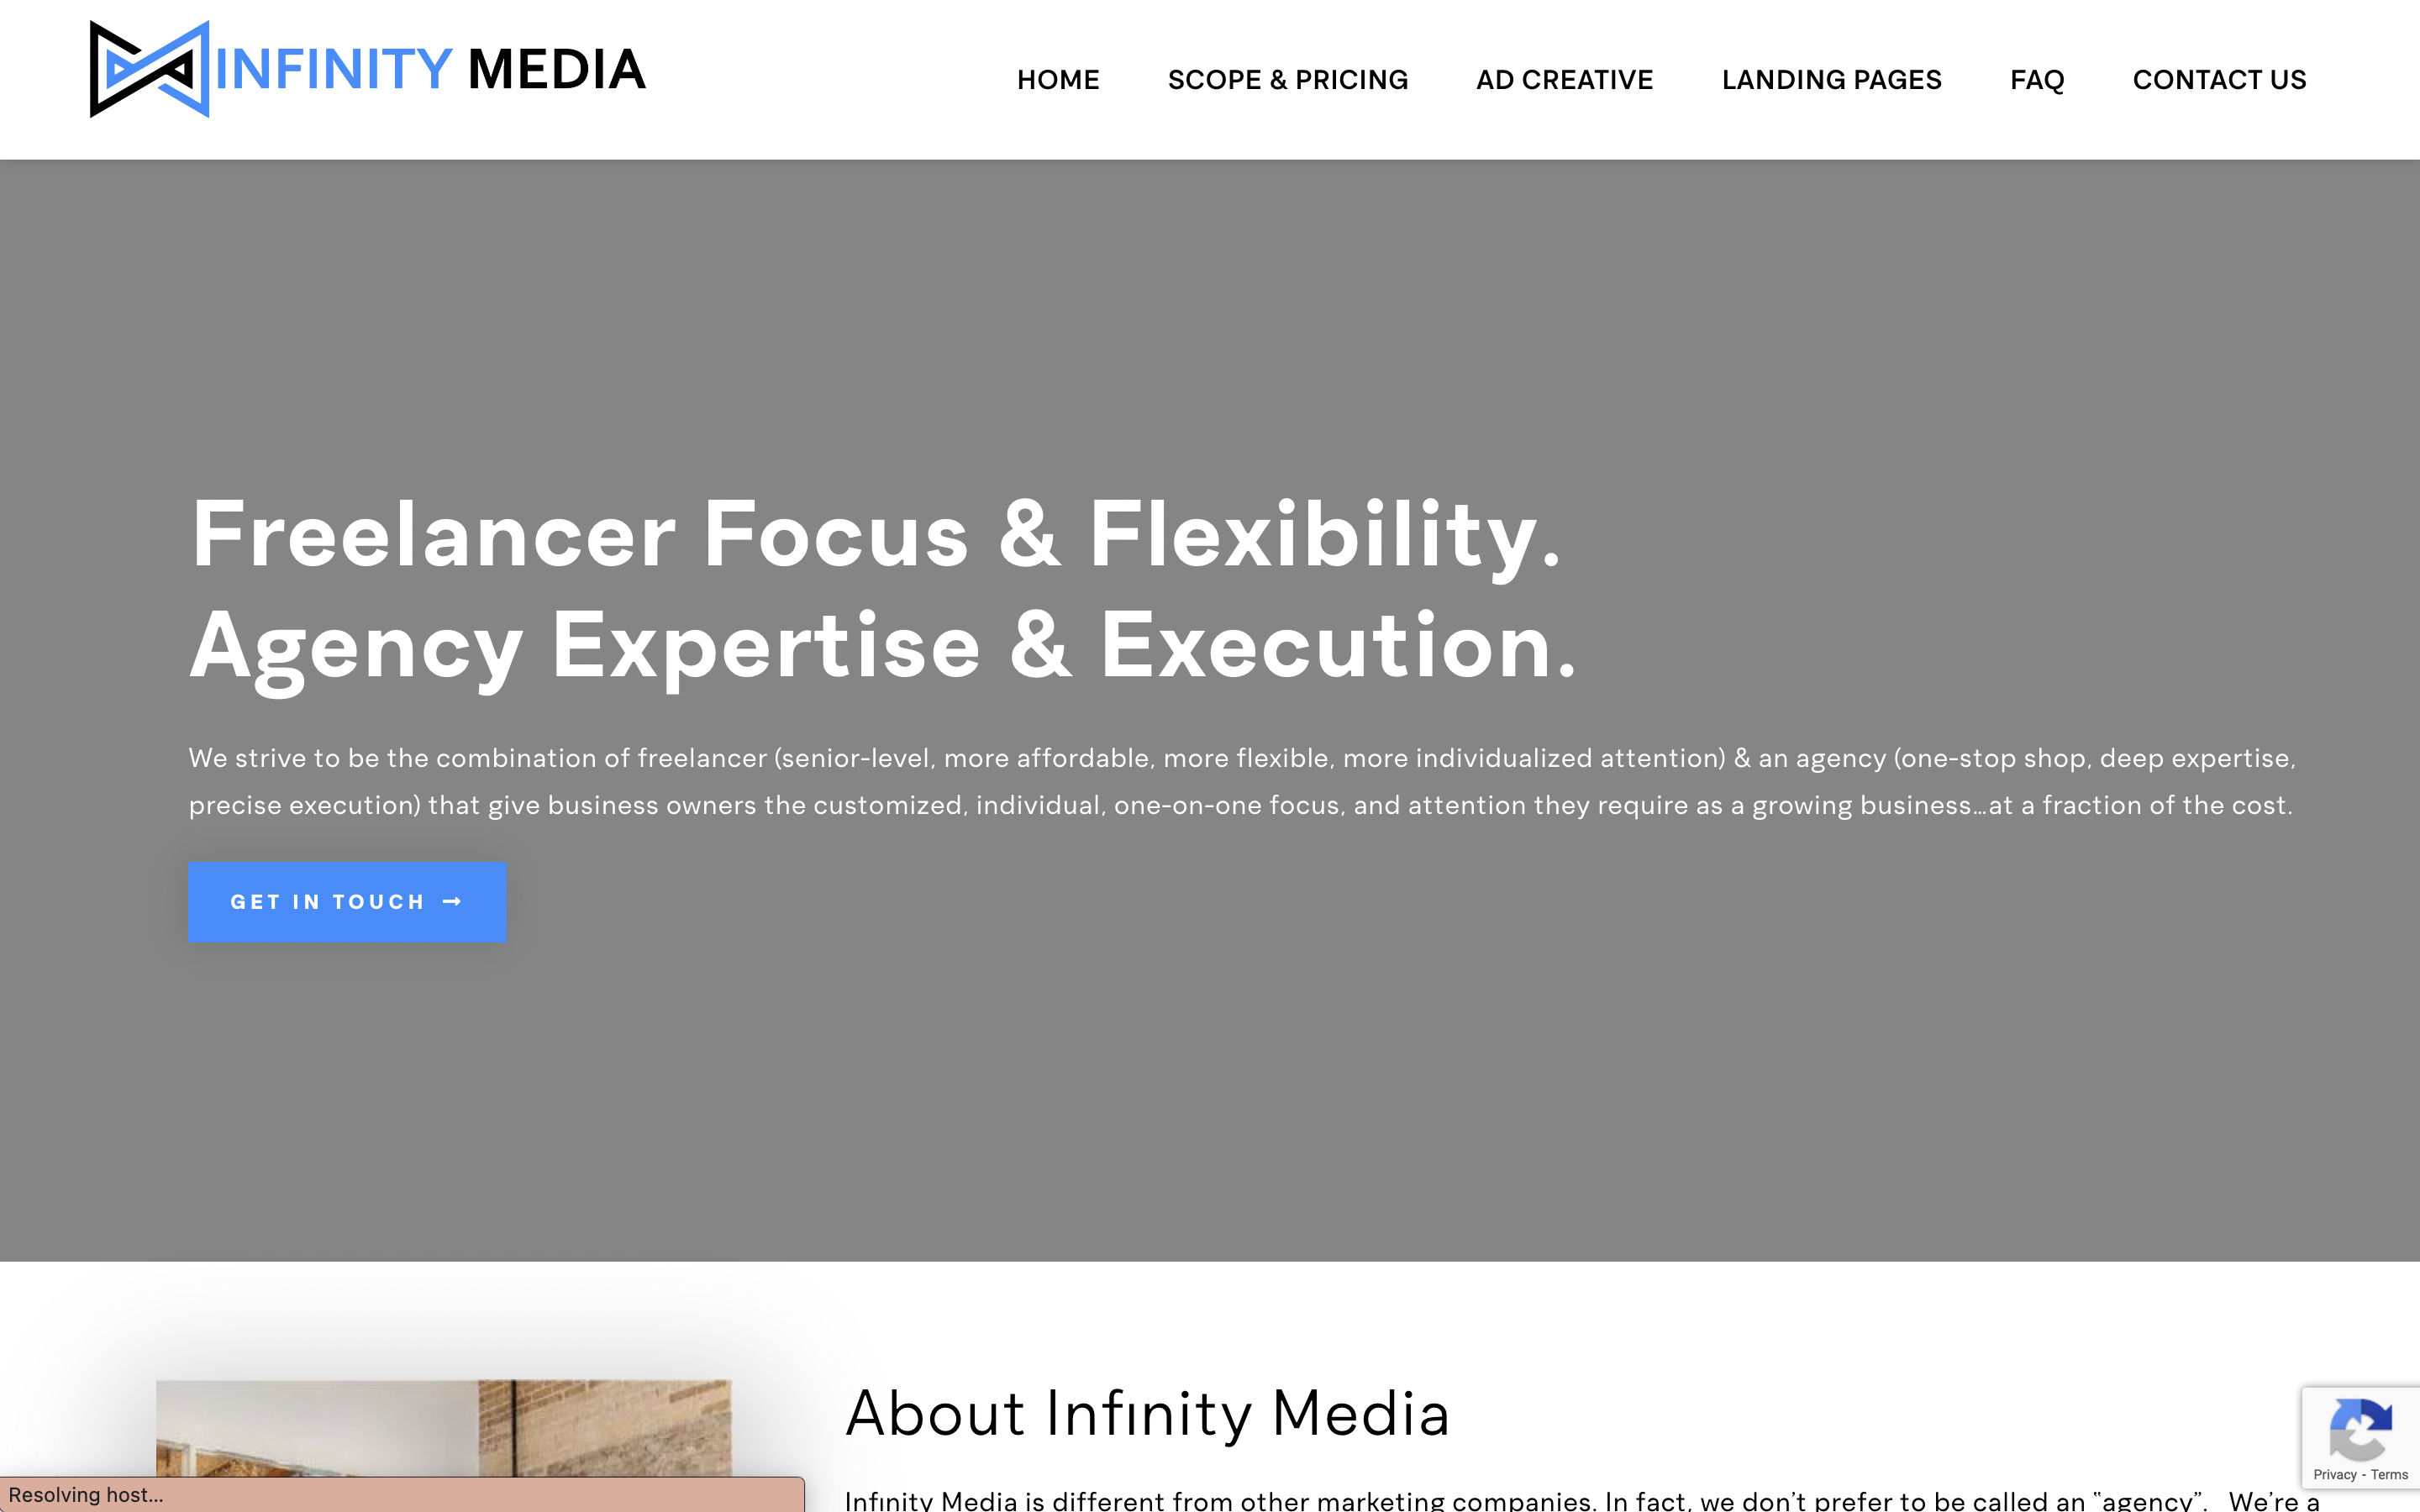 INFINITY MEDIA
HOME SCOPE & PRICING AD CREATIVE LANDING PAGES FAQ CONTACT US
Freelancer Focus & Flexibility.
Agency Expertise & Execution.
We strive to be the combination of freelancer (senior-level, more affordable, more flexible, more individualized attention) & an agency (one-stop shop, deep expertise,
precise execution) that give business owners the customized, individual, one-on-one focus, and attention they require as a growing business...at a fraction of the cost.
GET IN TOUCH →
About Infinity Media
Infinity Media is different from other marketing companies. In fact, we don't prefer to be called an "agency". We're a
Privacy - Terms
Resolving host...